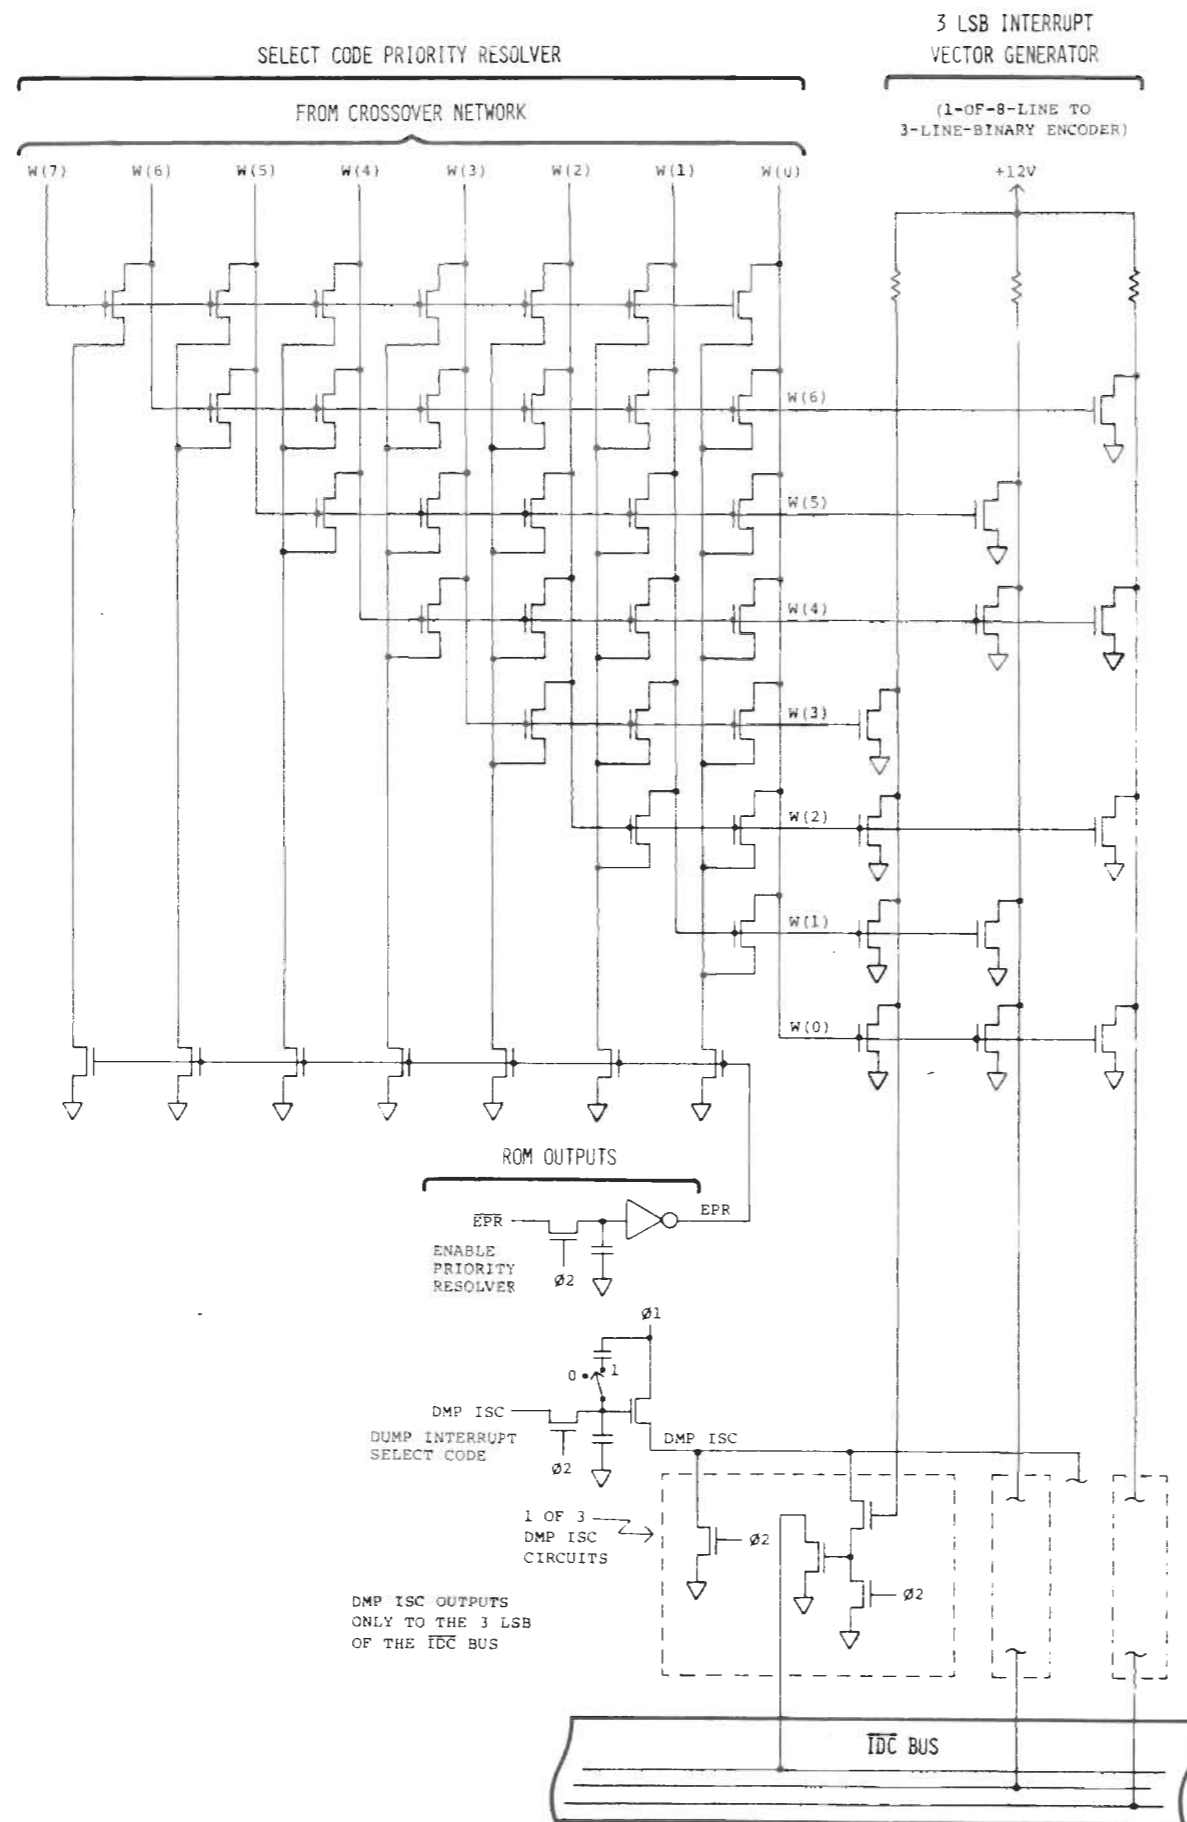 3 LSB INTERRUPT
VECTOR GENERATOR
SELECT CODE PRIORITY RESOLVER
(1-OF-8-LINE TO
3-LINE-BINARY ENCODER)
FROM CROSSOVER NETWORK
W(7) W(6) W(5) W(4) W(3) W(2) W(1) W(0)
+12V
W(6)
W(5)
W(4)
W(3)
W(2)
W(1)
W(0)
ROM OUTPUTS
EPR
EPR
ENABLE
PRIORITY
RESOLVER
Ø2
Ø1
0 1
DMP ISC
DUMP INTERRUPT
SELECT CODE
Ø2
DMP ISC
1 OF 3
DMP ISC
CIRCUITS
Ø2
Ø2
DMP ISC OUTPUTS
ONLY TO THE 3 LSB
OF THE IDC BUS
IDC BUS